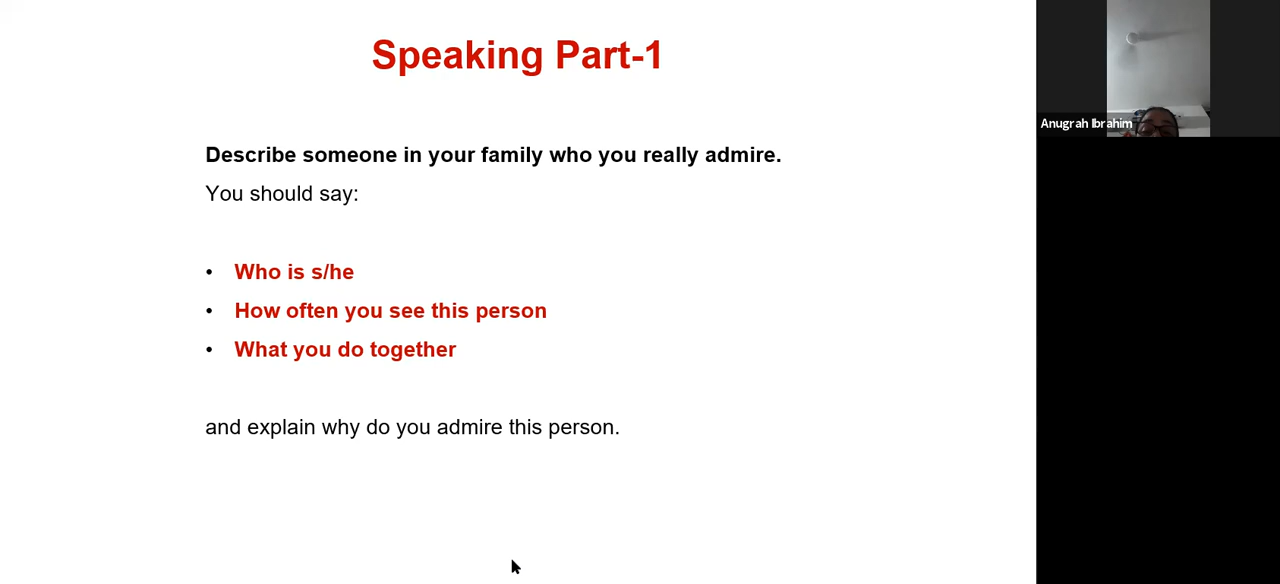 Speaking Part-1
Describe someone in your family who you really admire.
You should say:
• Who is s/he
• How often you see this person
• What you do together
and explain why do you admire this person.
Anugrah Ibrahim